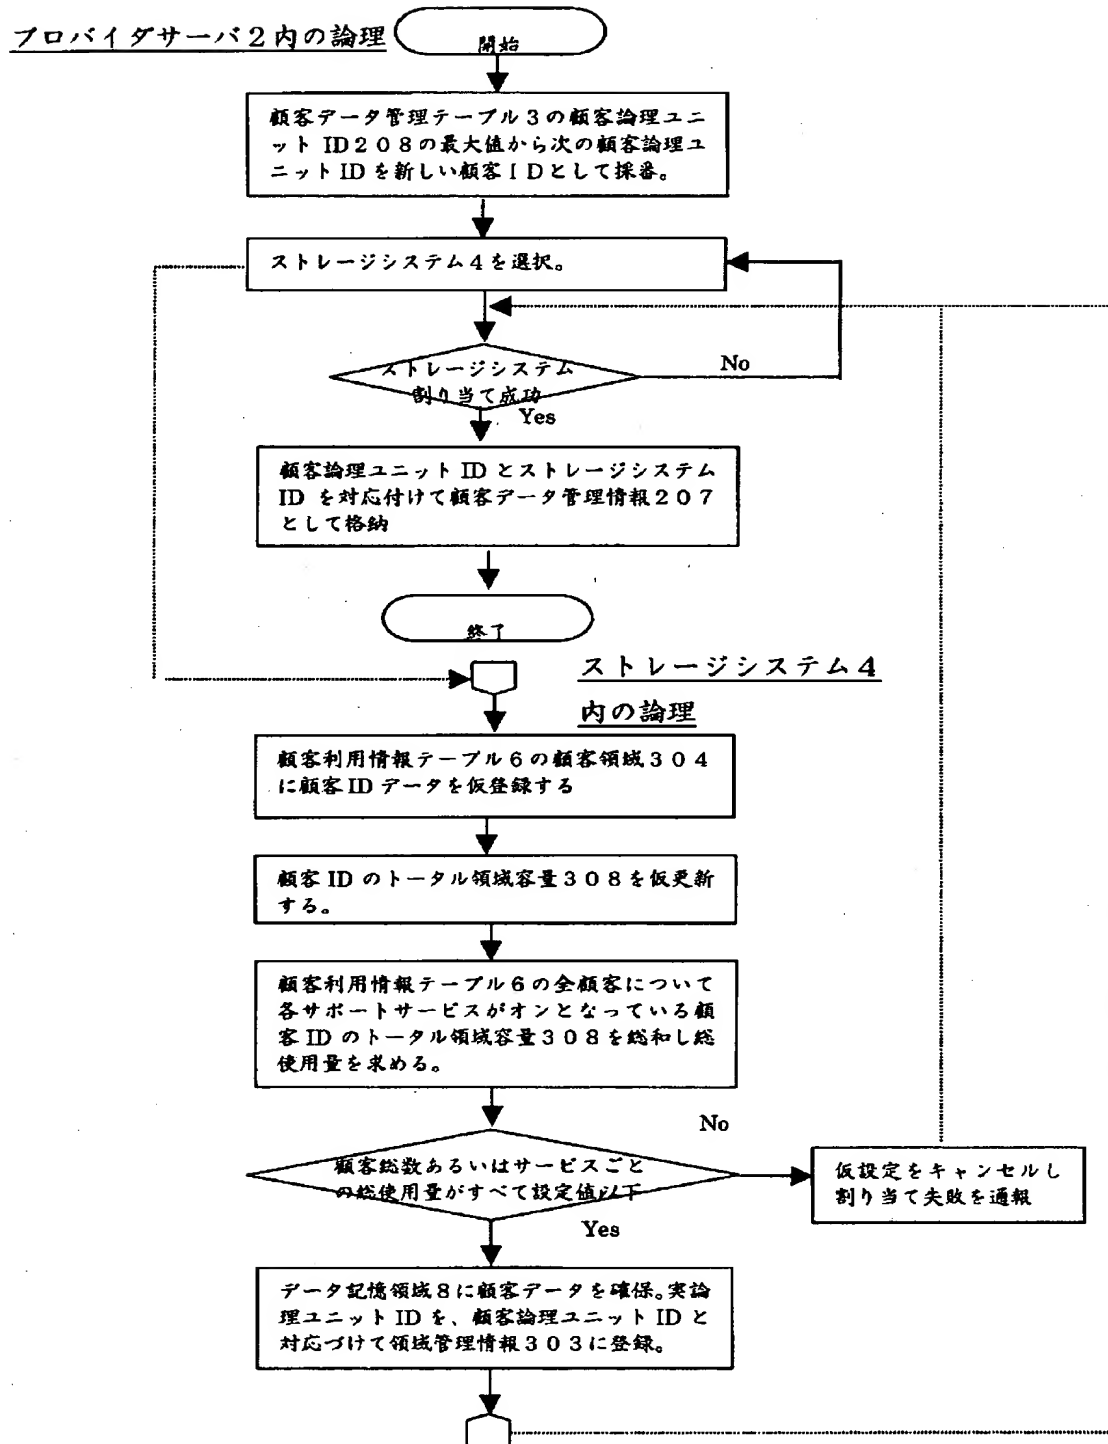 プロバイダサーバ2内の論理
開始
顧客データ管理テーブル3の顧客論理ユニ
ット ID208の最大値から次の顧客論理ユ
ニット ID を新しい顧客IDとして採番。
ストレージシステム4を選択。
ストレージシステム
割り当て成功
No
Yes
顧客論理ユニット ID とストレージシステム
ID を対応付けて顧客データ管理情報207
として格納
終了
ストレージシステム4
内の論理
顧客利用情報テーブル6の顧客領域304
に顧客 ID データを仮登録する
顧客 ID のトータル領域容量308を仮更新
する。
顧客利用情報テーブル6の全顧客について
各サポートサービスがオンとなっている顧
客 ID のトータル領域容量308を総和し総
使用量を求める。
顧客総数あるいはサービスごと
の総使用量がすべて設定値以下
No
Yes
仮設定をキャンセルし
割り当て失敗を通報
データ記憶領域8に顧客データを確保。実論
理ユニット ID を、顧客論理ユニット ID と
対応づけて領域管理情報303に登録。